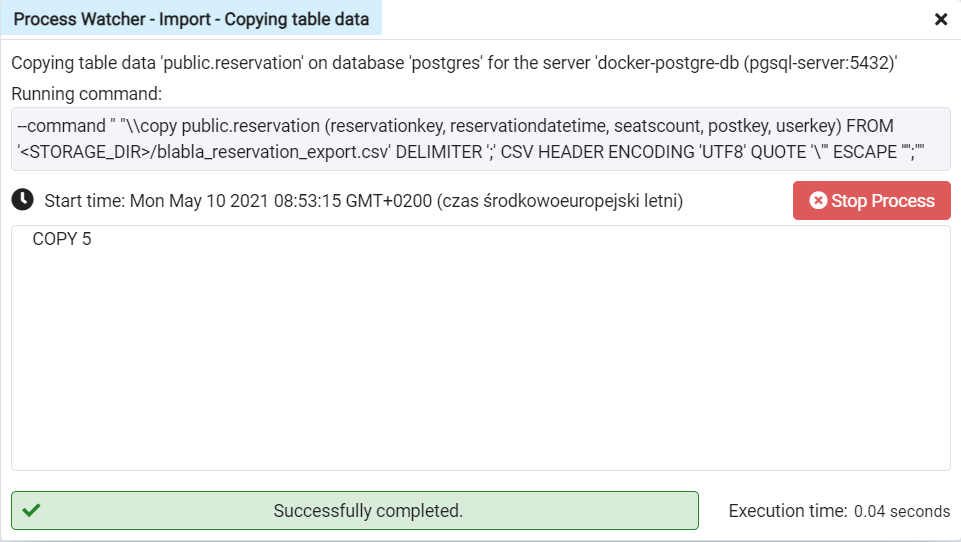 Process Watcher - Import - Copying table data
Copying table data 'public.reservation' on database 'postgres' for the server 'docker-postgre-db (pgsql-server:5432)'
Running command:
--command " "\\copy public.reservation (reservationkey, reservationdatetime, seatscount, postkey, userkey) FROM
'<STORAGE_DIR>/blabla_reservation_export.csv' DELIMITER ';' CSV HEADER ENCODING 'UTF8' QUOTE '\"' ESCAPE '''';""
Start time: Mon May 10 2021 08:53:15 GMT+0200 (czas środkowoeuropejski letni)
Stop Process
COPY 5
Successfully completed.
Execution time: 0.04 seconds